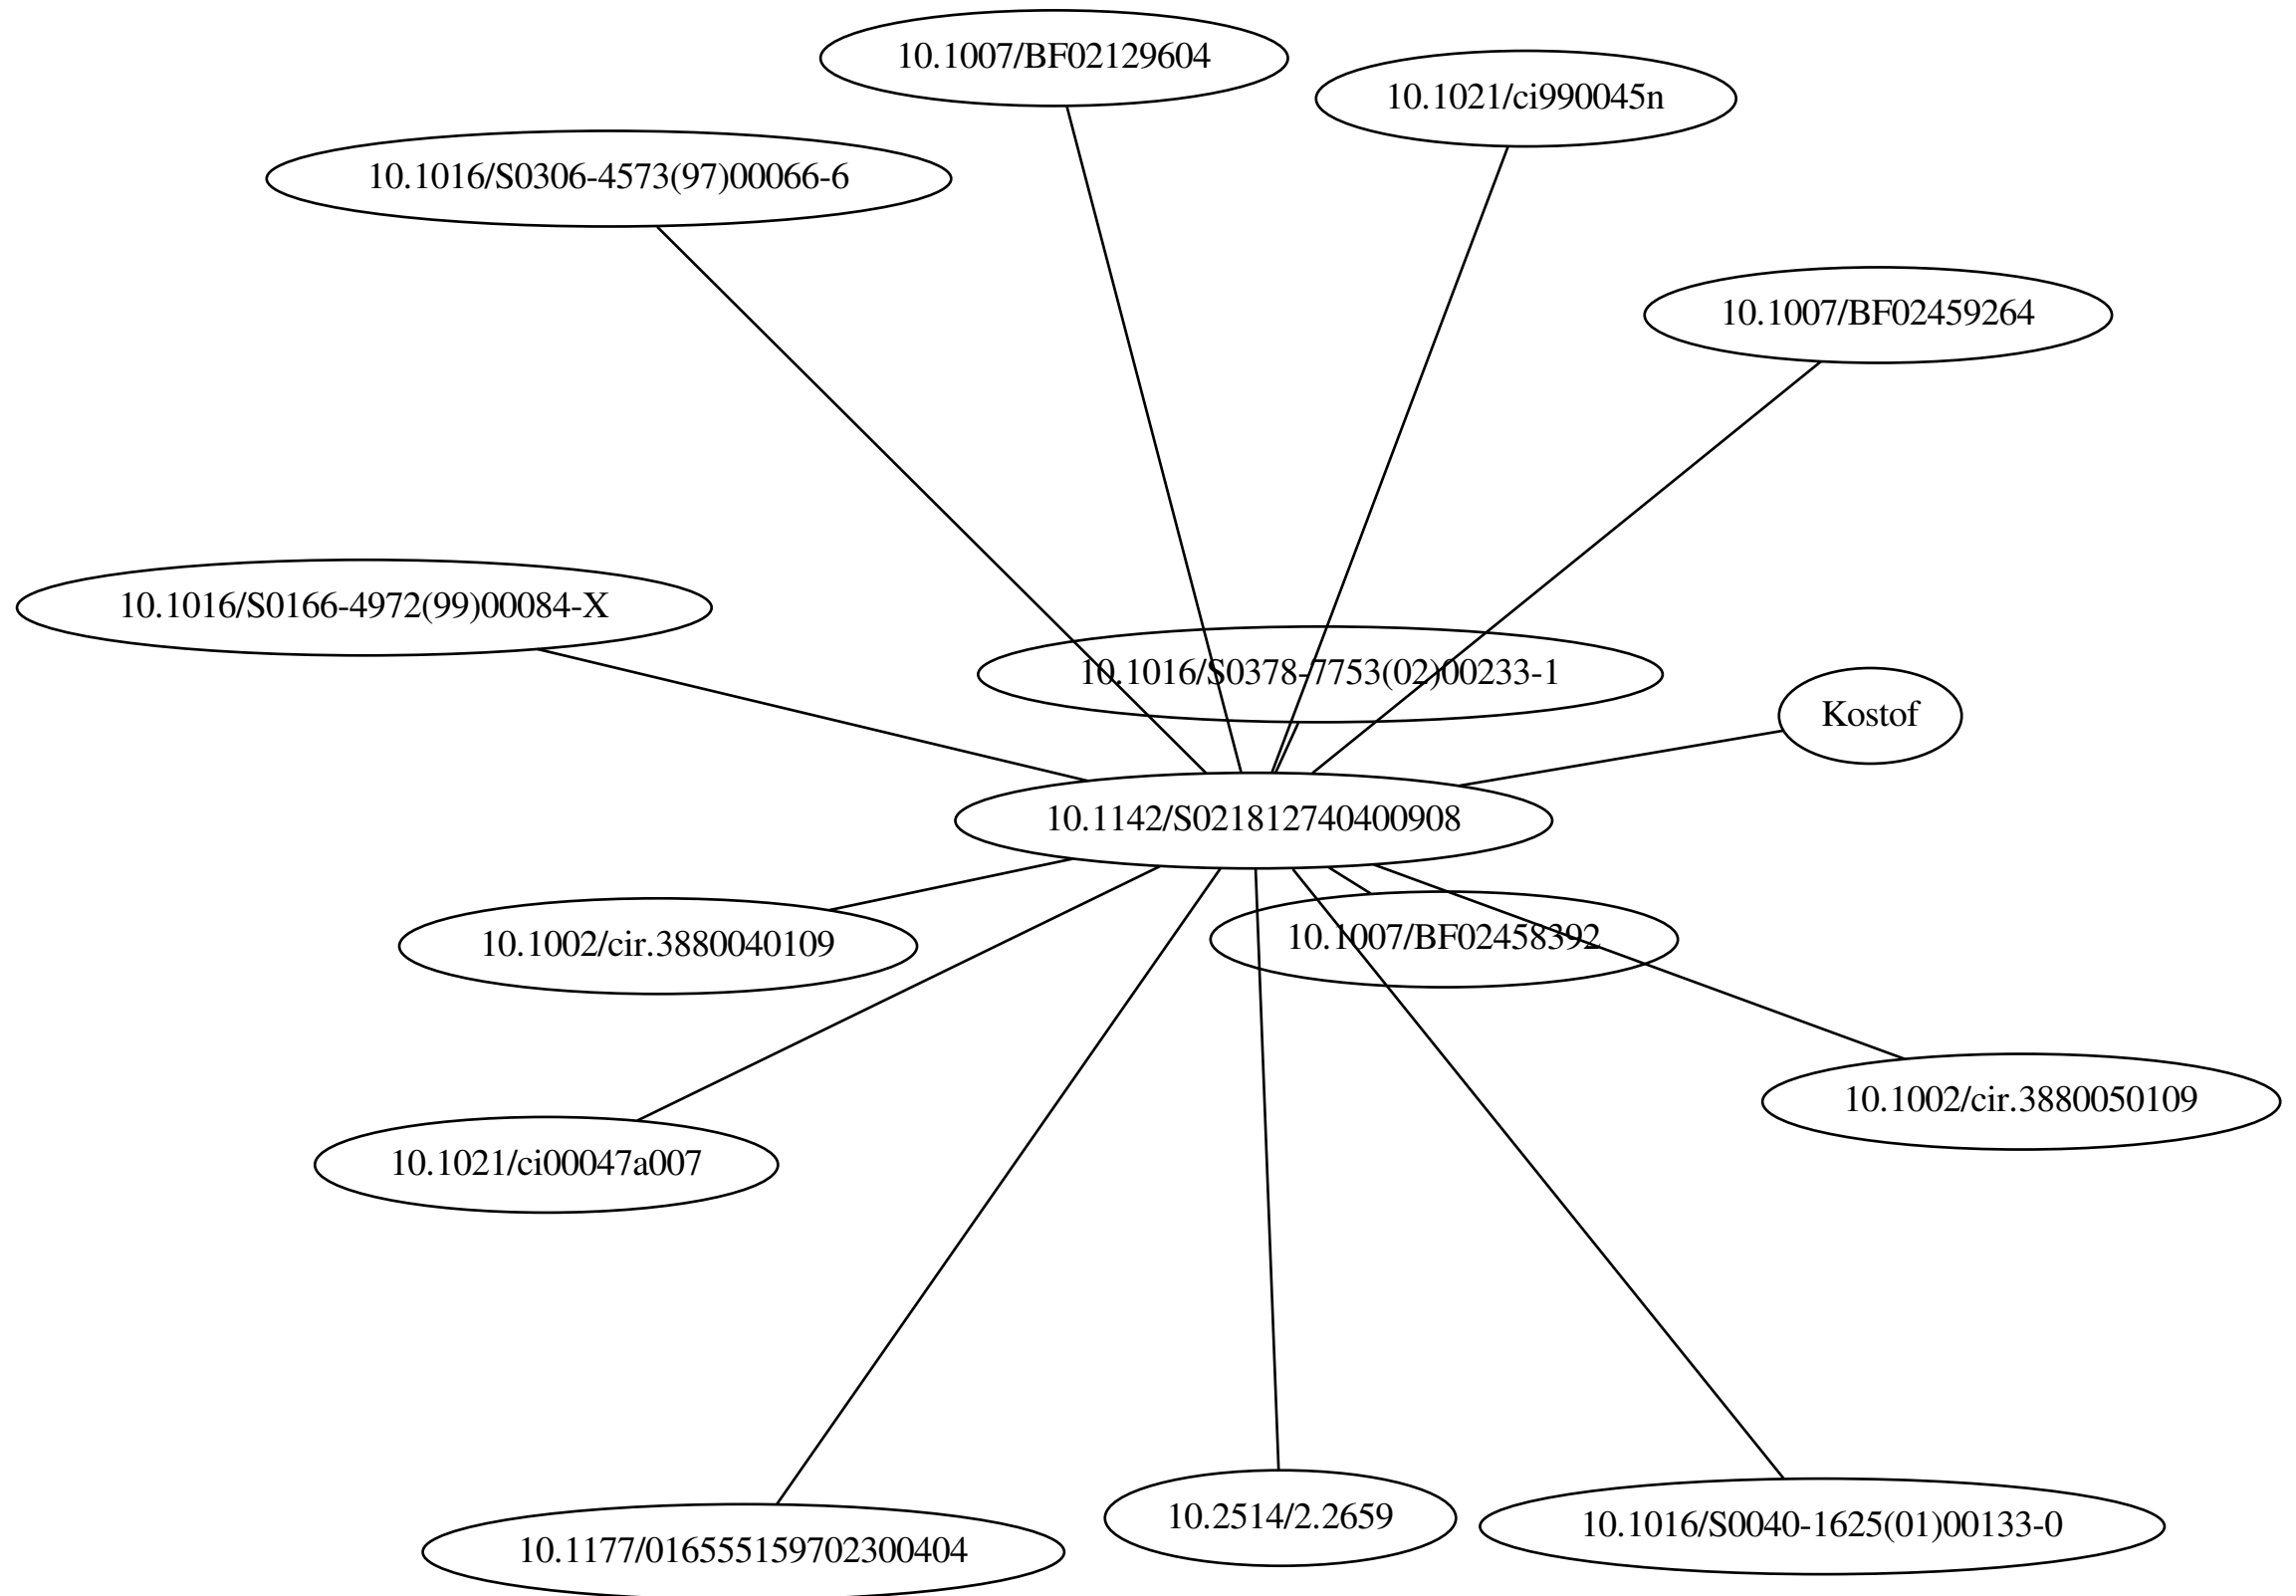 10.1007/BF02129604
10.1021/ci990045n
10.1016/S0306-4573(97)00066-6
10.1007/BF02459264
10.1016/S0166-4972(99)00084-X
10.1016/S0378-7753(02)00233-1
Kostof
10.1142/S021812740400908
10.1002/cir.3880040109
10.1007/BF02458392
10.1002/cir.3880050109
10.1021/ci00047a007
10.2514/2.2659
10.1016/S0040-1625(01)00133-0
10.1177/016555159702300404